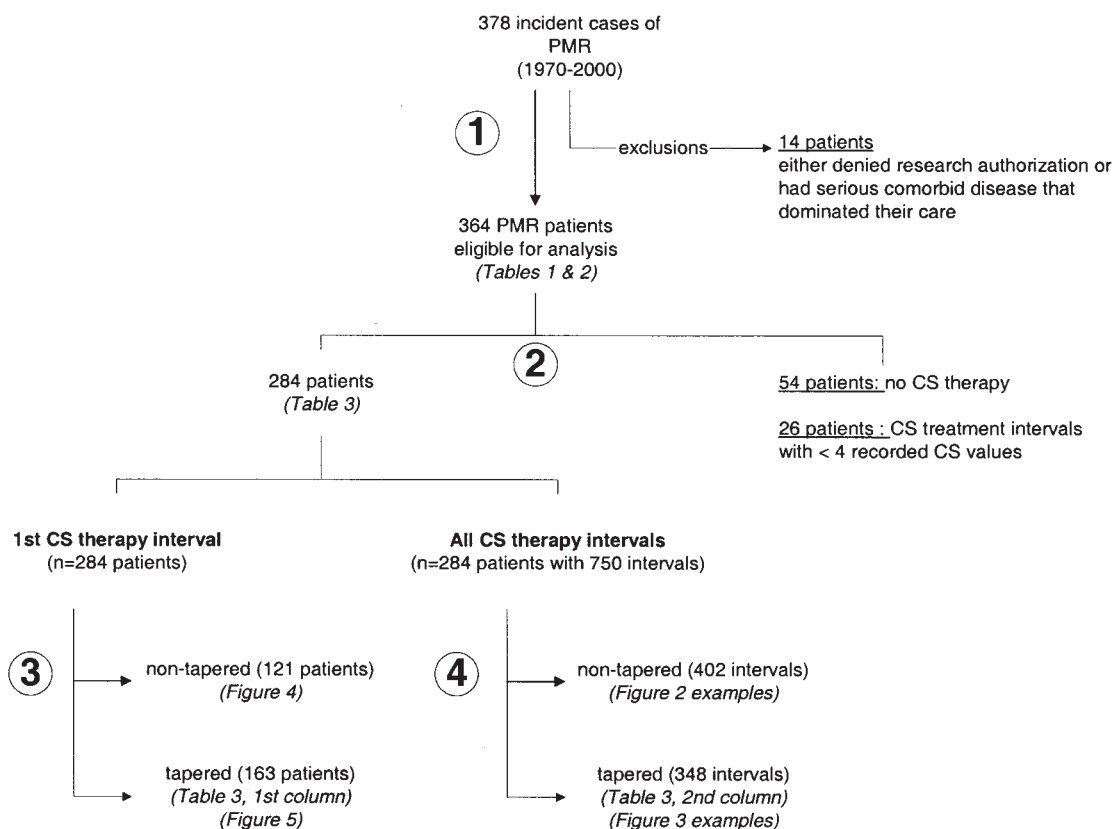 378 incident cases of
PMR
(1970-2000)
1
exclusions
14 patients
either denied research authorization or
had serious comorbid disease that
dominated their care
364 PMR patients
eligible for analysis
(Tables 1 & 2)
2
284 patients
(Table 3)
54 patients: no CS therapy
26 patients : CS treatment intervals
with < 4 recorded CS values
1st CS therapy interval
(n=284 patients)
All CS therapy intervals
(n=284 patients with 750 intervals)
3
non-tapered (121 patients)
(Figure 4)
tapered (163 patients)
(Table 3, 1st column)
(Figure 5)
4
non-tapered (402 intervals)
(Figure 2 examples)
tapered (348 intervals)
(Table 3, 2nd column)
(Figure 3 examples)